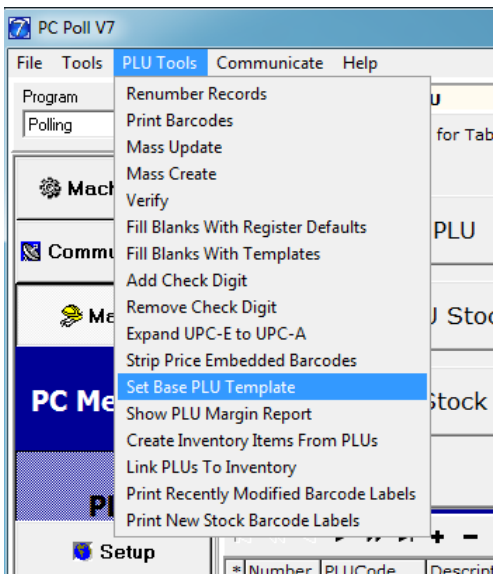 7 PC Poll V7
File Tools PLU Tools Communicate Help
Program
Polling
Renumber Records
Print Barcodes
Mass Update
Mass Create
Verify
Fill Blanks With Register Defaults
Fill Blanks With Templates
Add Check Digit
Remove Check Digit
Expand UPC-E to UPC-A
Strip Price Embedded Barcodes
Set Base PLU Template
Show PLU Margin Report
Create Inventory Items From PLUs
Link PLUs To Inventory
Print Recently Modified Barcode Labels
Print New Stock Barcode Labels
U
for Tab
Mach
PLU
Commu
Ma
U Stoc
PC Me
Stock
PL
Setup
* Number PLUCode Descript